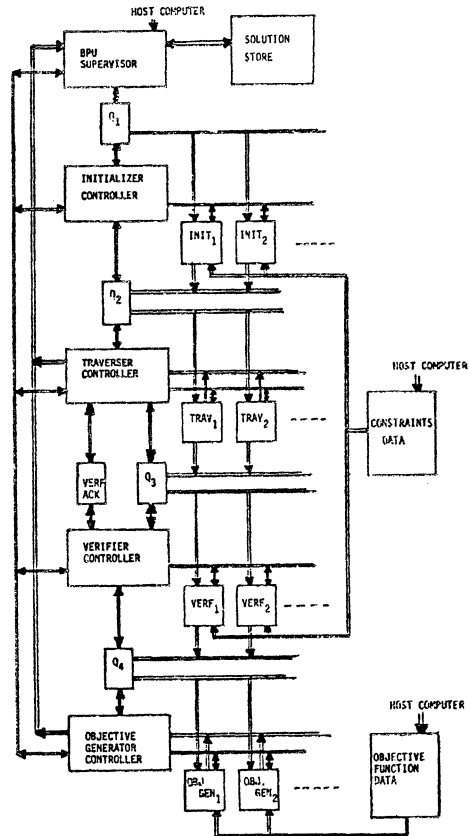 HOST COMPUTER
BPU
SUPERVISOR
SOLUTION
STORE
Q1
INITIALIZER
CONTROLLER
INIT1
INIT2
Q2
TRAVERSER
CONTROLLER
HOST COMPUTER
TRAV1
TRAV2
CONSTRAINTS
DATA
VERF
ACK
Q3
VERIFIER
CONTROLLER
VERF1
VERF2
Q4
HOST COMPUTER
OBJECTIVE
GENERATOR
CONTROLLER
OBJECTIVE
FUNCTION
DATA
OBJ.
GEN1
OBJ.
GEN2